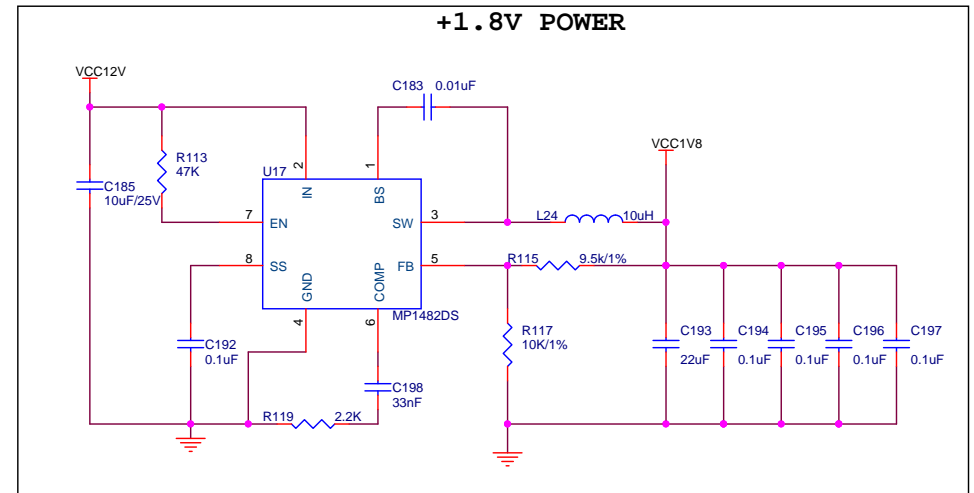 +1.8V POWER
VCC12V
C183 0.01uF
VCC1V8
R113
47K
U17
2
1
IN
BS
C185
10uF/25V
7
EN
SW
3
L24
10uH
8
SS
FB
5
R115
9.5k/1%
GND
COMP
MP1482DS
4
6
C192
0.1uF
R117
10K/1%
C193
22uF
C194
0.1uF
C195
0.1uF
C196
0.1uF
C197
0.1uF
C198
33nF
R119
2.2K